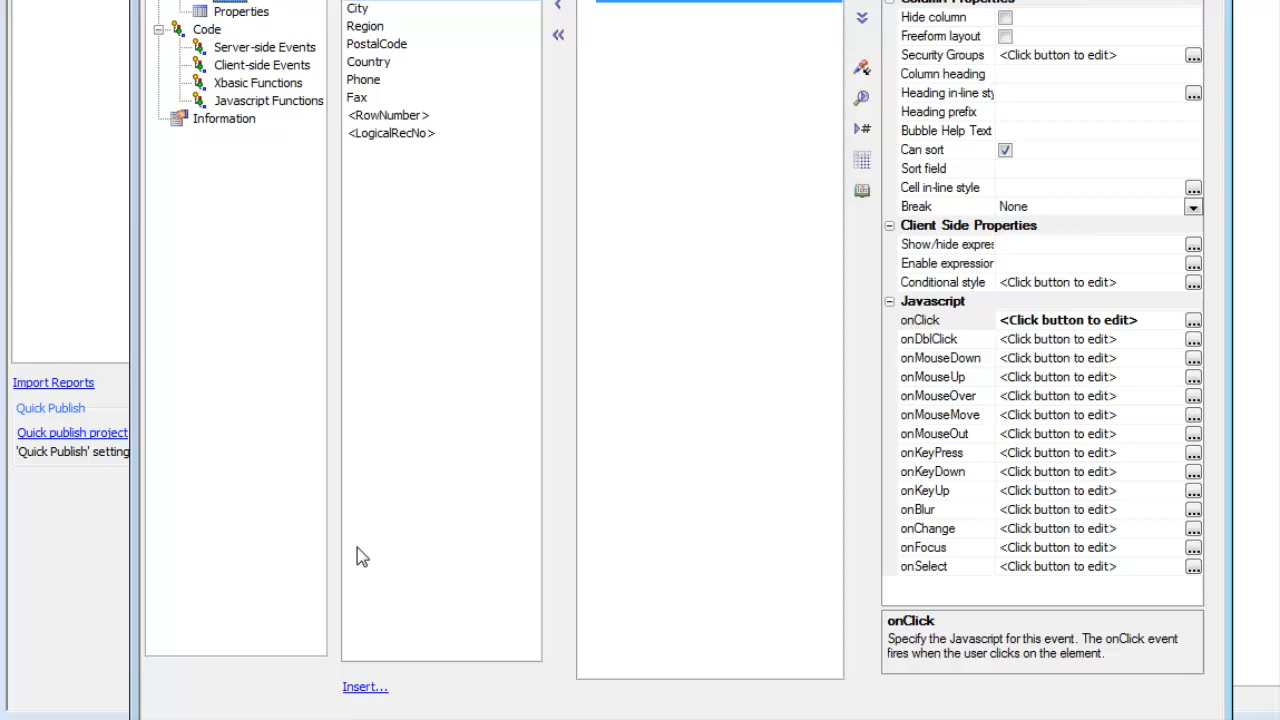 Properties
Code
Server-side Events
Client-side Events
Xbasic Functions
Javascript Functions
Information
Import Reports
Quick Publish
Quick publish project
'Quick Publish' setting
City
Region
PostalCode
Country
Phone
Fax
<RowNumber>
<LogicalRecNo>
Insert...
#
Column Properties
Hide column
Freeform layout
Security Groups <Click button to edit> ...
Column heading
Heading in-line sty ...
Heading prefix
Bubble Help Text
Can sort
Sort field
Cell in-line style ...
Break None
Client Side Properties
Show/hide expres ...
Enable expression ...
Conditional style <Click button to edit> ...
Javascript
onClick <Click button to edit> ...
onDblClick <Click button to edit> ...
onMouseDown <Click button to edit> ...
onMouseUp <Click button to edit> ...
onMouseOver <Click button to edit> ...
onMouseMove <Click button to edit> ...
onMouseOut <Click button to edit> ...
onKeyPress <Click button to edit> ...
onKeyDown <Click button to edit> ...
onKeyUp <Click button to edit> ...
onBlur <Click button to edit> ...
onChange <Click button to edit> ...
onFocus <Click button to edit> ...
onSelect <Click button to edit> ...
onClick
Specify the Javascript for this event. The onClick event
fires when the user clicks on the element.